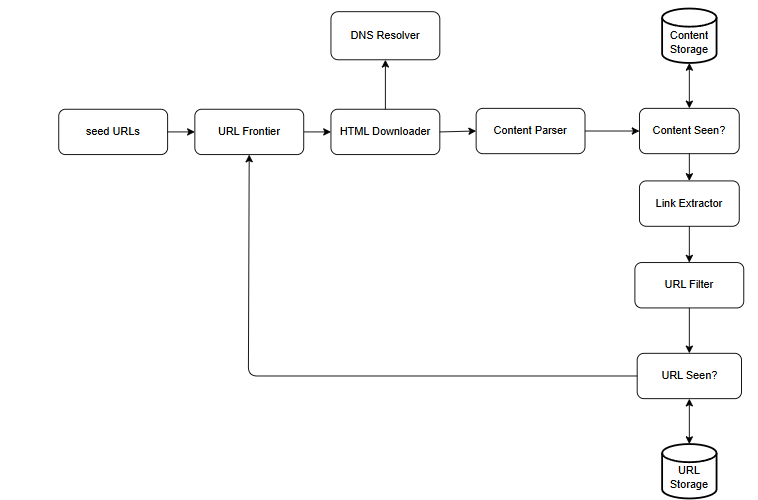 DNS Resolver
Content
Storage
seed URLs
URL Frontier
HTML Downloader
Content Parser
Content Seen?
Link Extractor
URL Filter
URL Seen?
URL
Storage